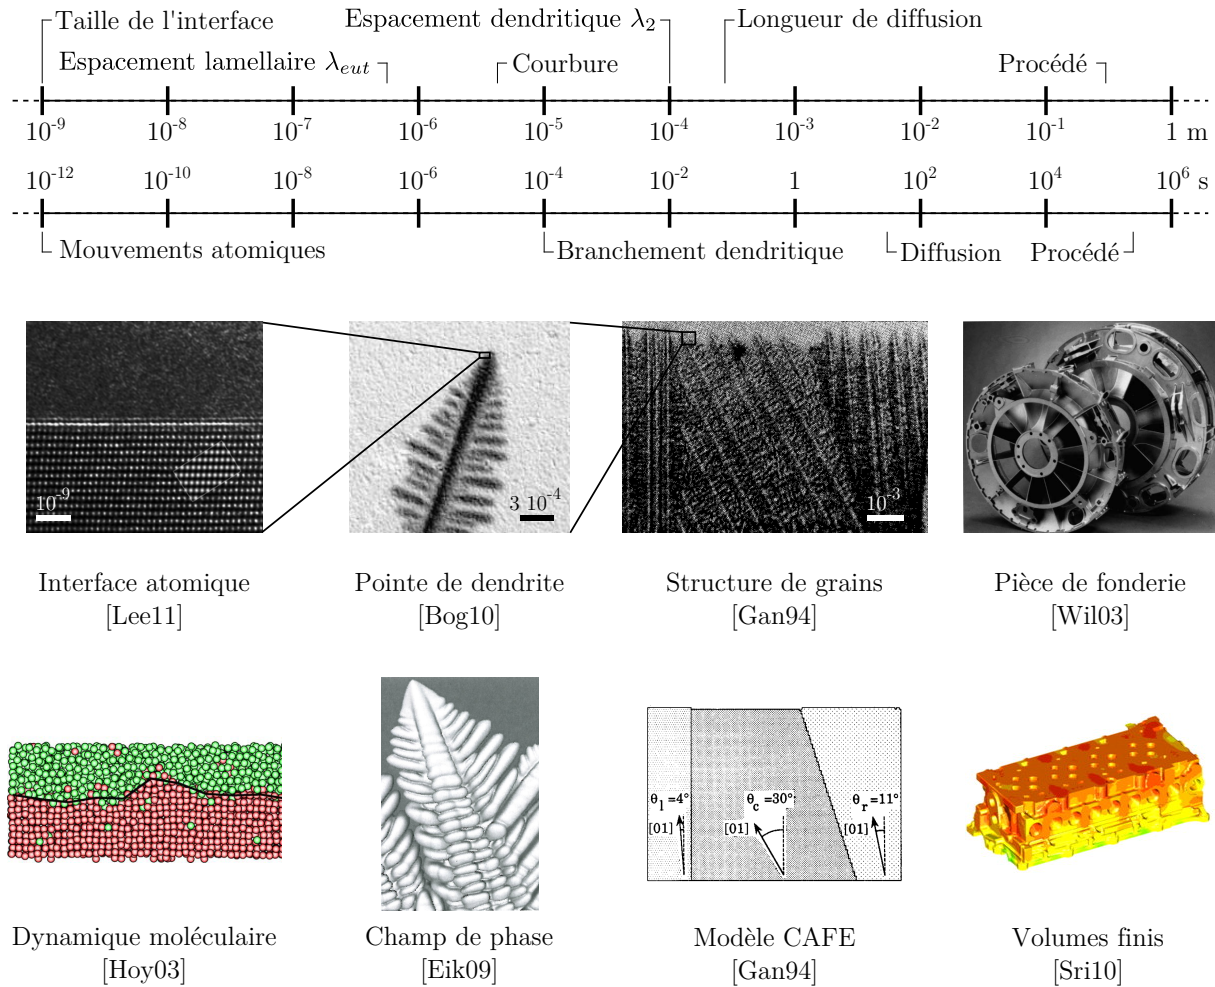 Taille de l'interface
Espacement dendritique λ₂
Longueur de diffusion
Espacement lamellaire λₑᵤₜ
Courbure
Procédé
10⁻⁹ 10⁻⁸ 10⁻⁷ 10⁻⁶ 10⁻⁵ 10⁻⁴ 10⁻³ 10⁻² 10⁻¹ 1 m
10⁻¹² 10⁻¹⁰ 10⁻⁸ 10⁻⁶ 10⁻⁴ 10⁻² 1 10² 10⁴ 10⁶ s
Mouvements atomiques
Branchement dendritique
Diffusion
Procédé
10⁻⁹
3 10⁻⁴
10⁻³
Interface atomique
[Lee11]
Pointe de dendrite
[Bog10]
Structure de grains
[Gan94]
Pièce de fonderie
[Wil03]
θₗ=4°
[01]
θ_c=30°
[01]
θᵣ=11°
[01]
Dynamique moléculaire
[Hoy03]
Champ de phase
[Eik09]
Modèle CAFE
[Gan94]
Volumes finis
[Sri10]